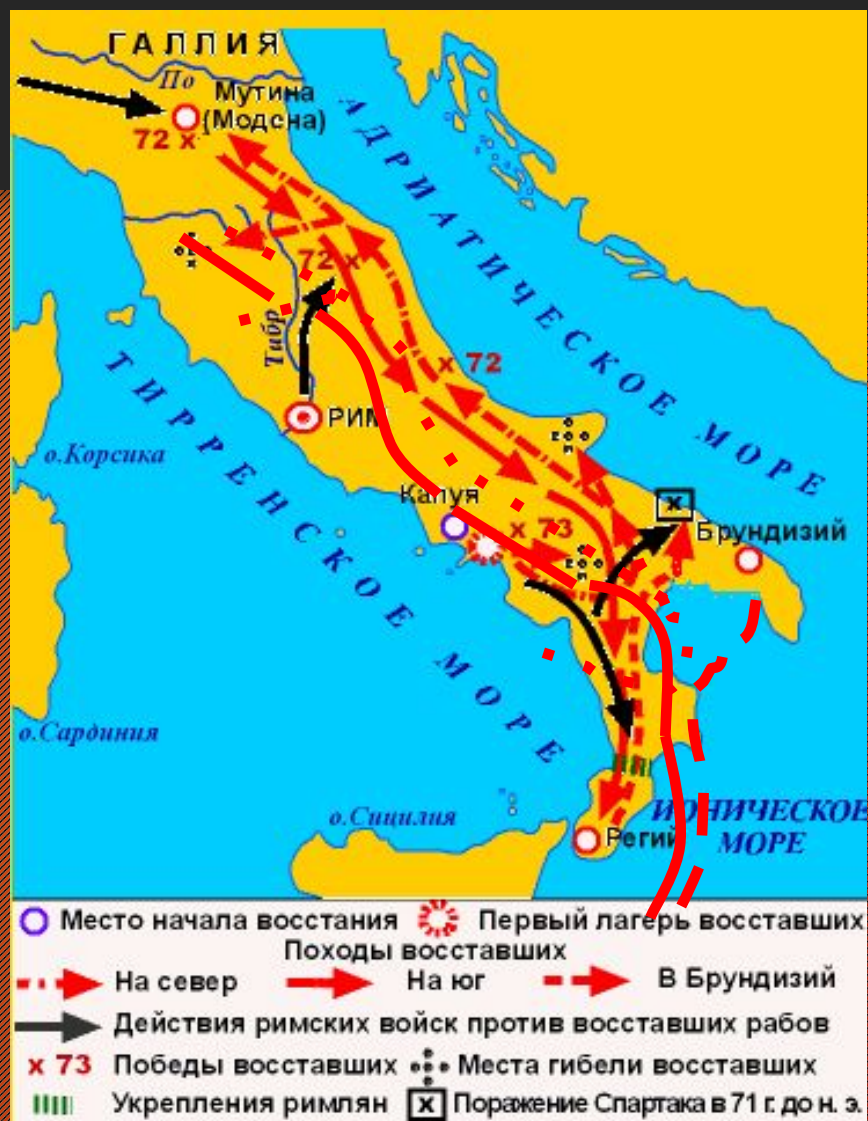 ГАЛЛИЯ
По
Мутина
(Модсна)
72 x
АДРИАТИЧЕСКОЕ МОРЕ
72 x
Тибр
x 72
РИМ
о.Корсика
ТИРРЕНСКОЕ МОРЕ
Капуя
x 73
x
Брундизий
о.Сардиния
о.Сицилия
ИОНИЧЕСКОЕ
МОРЕ
Регий
Место начала восстания Первый лагерь восставших
Походы восставших
На север На юг В Брундизий
Действия римских войск против восставших рабов
x 73 Победы восставших Места гибели восставших
Укрепления римлян x Поражение Спартака в 71 г. до н. э.